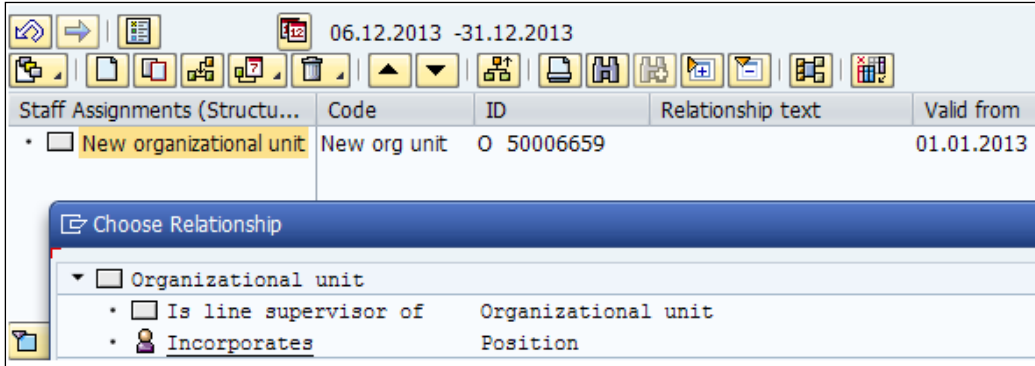 06.12.2013 -31.12.2013
Staff Assignments (Structu... Code ID Relationship text Valid from
New organizational unit New org unit O 50006659 01.01.2013
Choose Relationship
Organizational unit
Is line supervisor of Organizational unit
Incorporates Position